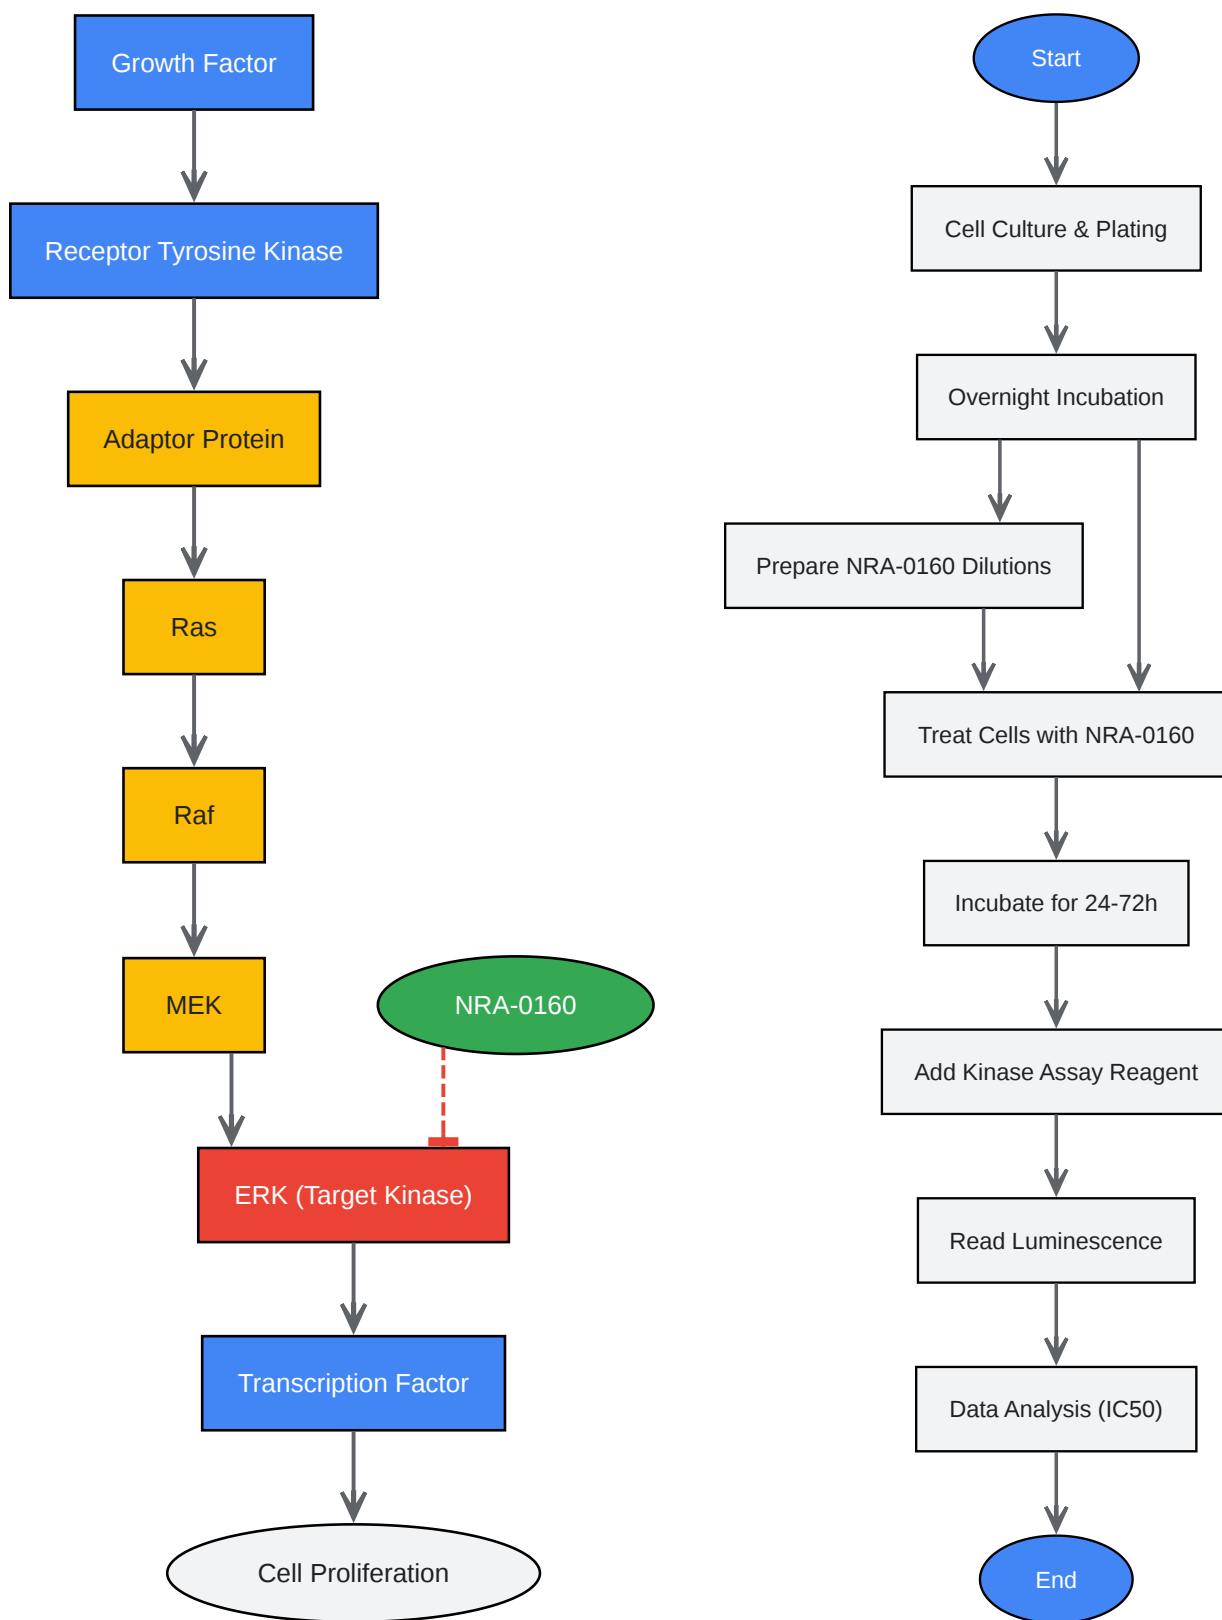 Growth Factor
Receptor Tyrosine Kinase
Adaptor Protein
Ras
Raf
MEK
NRA-0160
ERK (Target Kinase)
Transcription Factor
Cell Proliferation
Start
Cell Culture & Plating
Overnight Incubation
Prepare NRA-0160 Dilutions
Treat Cells with NRA-0160
Incubate for 24-72h
Add Kinase Assay Reagent
Read Luminescence
Data Analysis (IC50)
End